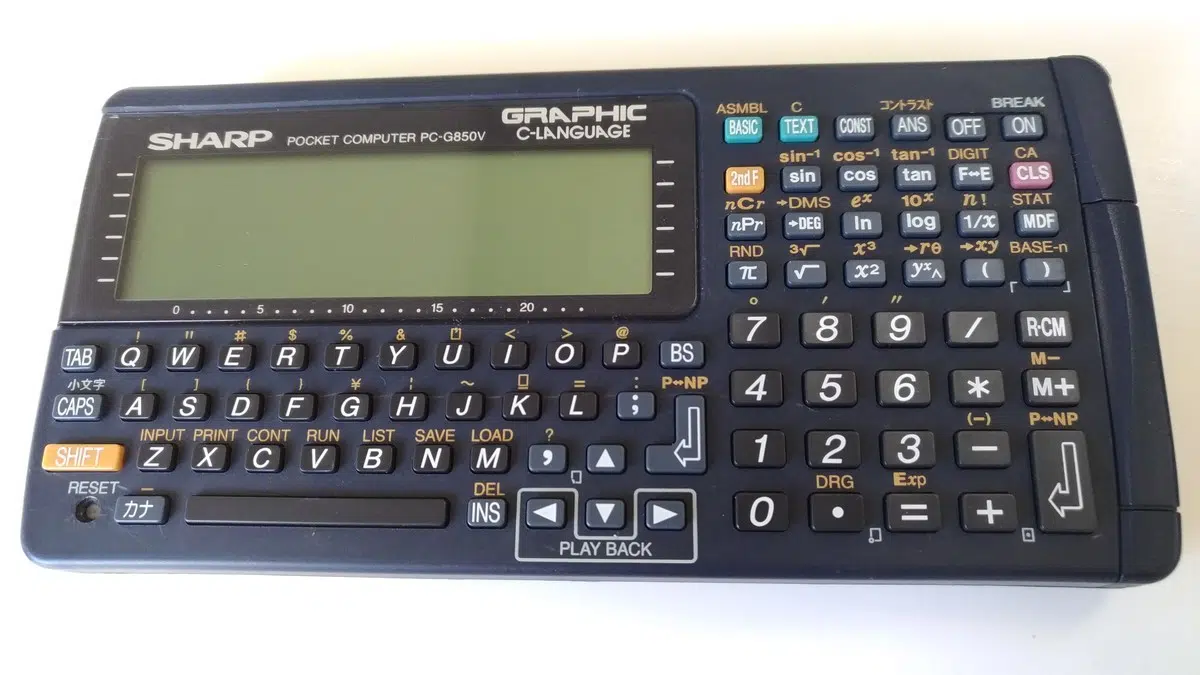 GRAPHIC
SHARP POCKET COMPUTER PC-G850V C-LANGUAGE
0 5 10 15 20
ASMBL C コントラスト BREAK
BASIC TEXT CONST ANS OFF ON
sin⁻¹ cos⁻¹ tan⁻¹ DIGIT CA
2nd F sin cos tan F↔E CLS
nCr →DMS eˣ 10ˣ n! STAT
nPr →DEG ln log 1/x MDF
RND ³√ x³ →rθ →xy BASE-n
π √ x² yˣ^ ( )
° ′ ″
7 8 9 / R·CM
M−
4 5 6 * M+
(−) P↔NP
1 2 3 −
DRG Exp
0 • = +
! " # $ % & < > @
TAB Q W E R T Y U I O P BS
小文字 [ ] { } ¥ ¦ ~ = : P↔NP
CAPS A S D F G H J K L ;
INPUT PRINT CONT RUN LIST SAVE LOAD ?
SHIFT Z X C V B N M , ▲
RESET − DEL
カナ INS ◀ ▼ ▶
PLAY BACK